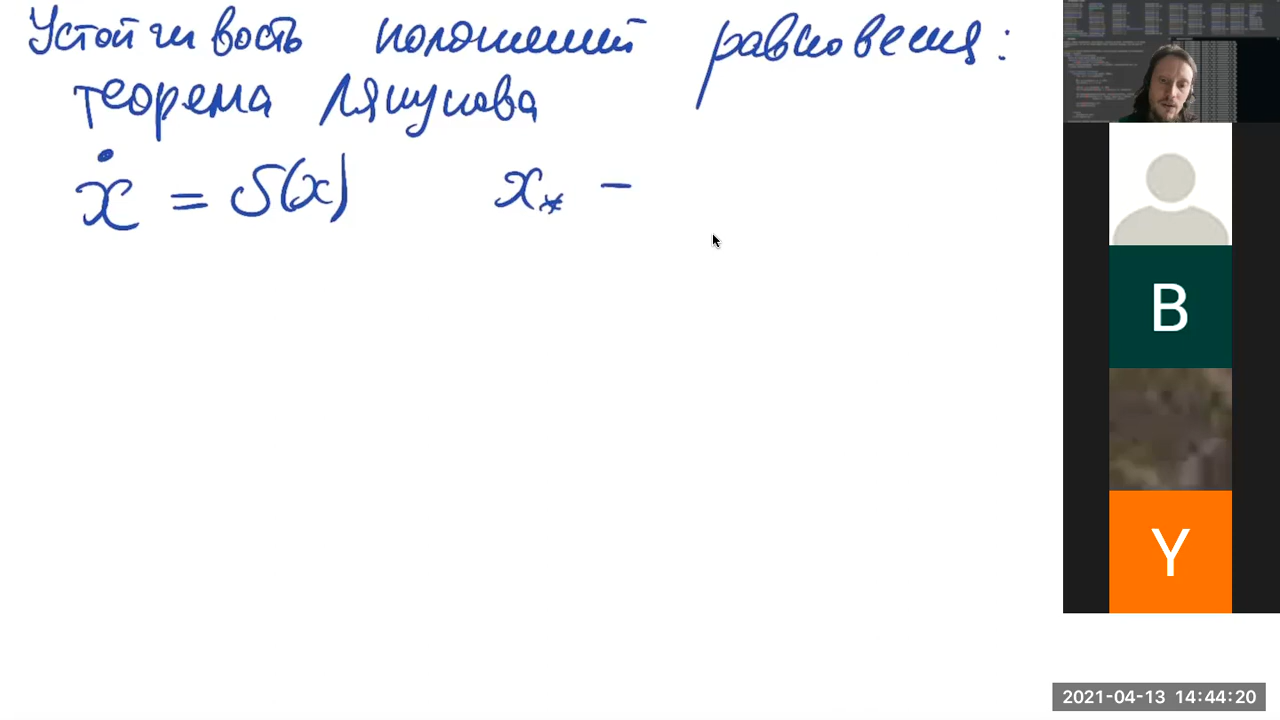 Устойчивость положений равновесия:
теорема Ляпунова
ẋ = v(x) x* –
B
Y
2021-04-13 14:44:20